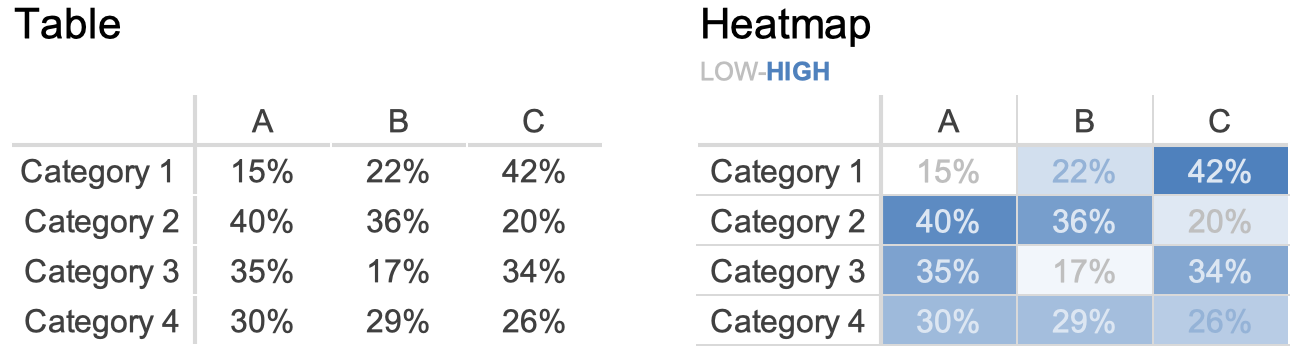 Table
A B C
Category 1 15% 22% 42%
Category 2 40% 36% 20%
Category 3 35% 17% 34%
Category 4 30% 29% 26%
Heatmap
LOW-HIGH
A B C
Category 1 15% 22% 42%
Category 2 40% 36% 20%
Category 3 35% 17% 34%
Category 4 30% 29% 26%